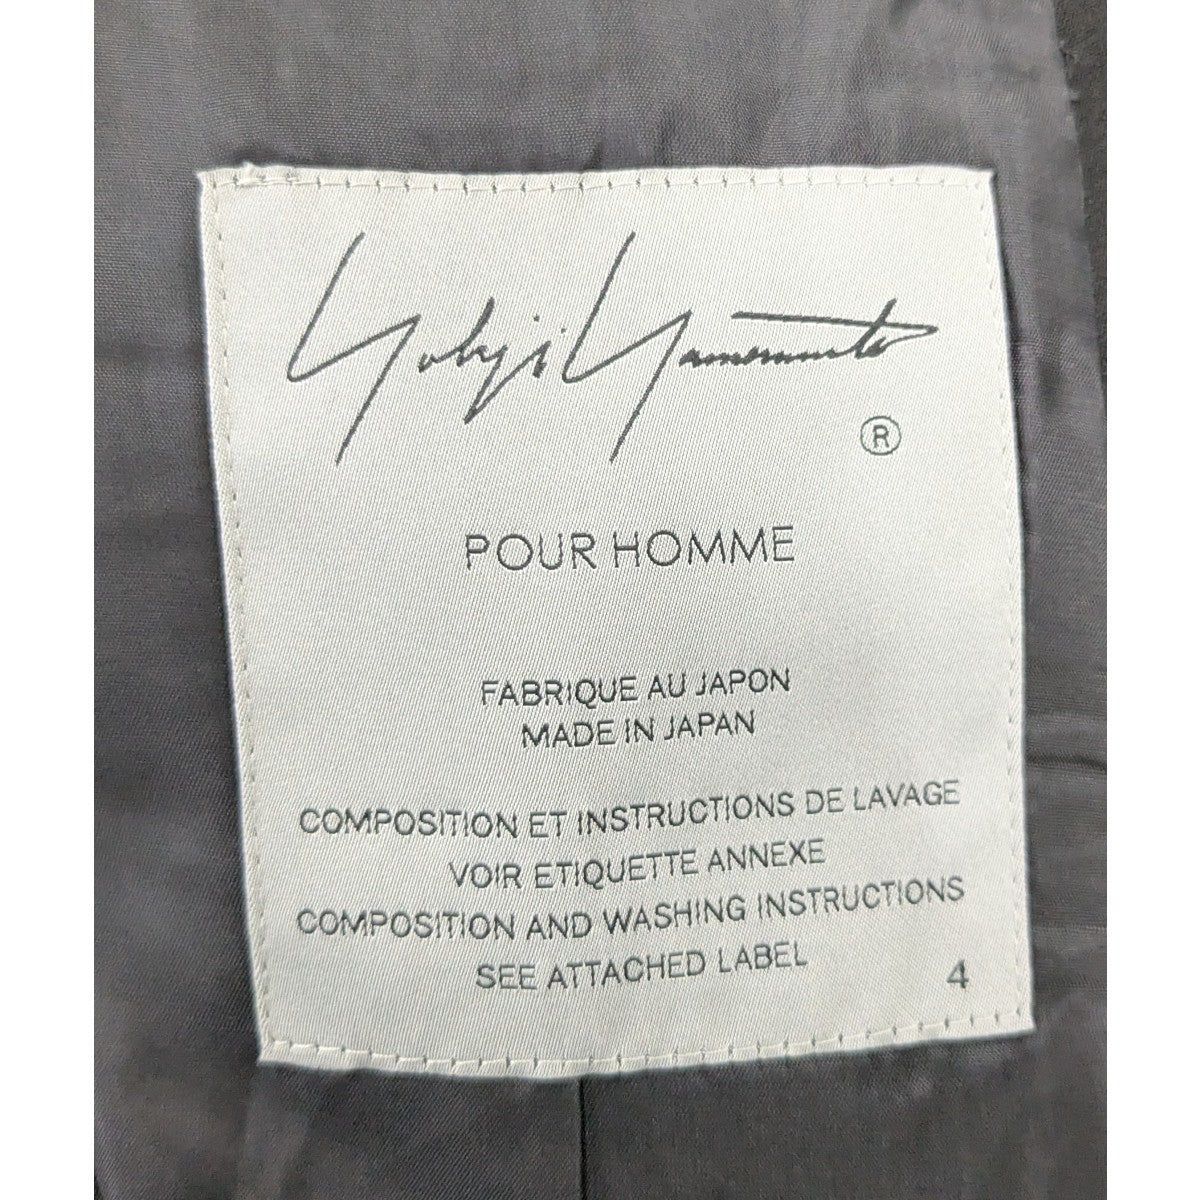 Yohji Yamamoto
®
POUR HOMME
FABRIQUE AU JAPON
MADE IN JAPAN
COMPOSITION ET INSTRUCTIONS DE LAVAGE
VOIR ETIQUETTE ANNEXE
COMPOSITION AND WASHING INSTRUCTIONS
SEE ATTACHED LABEL
4